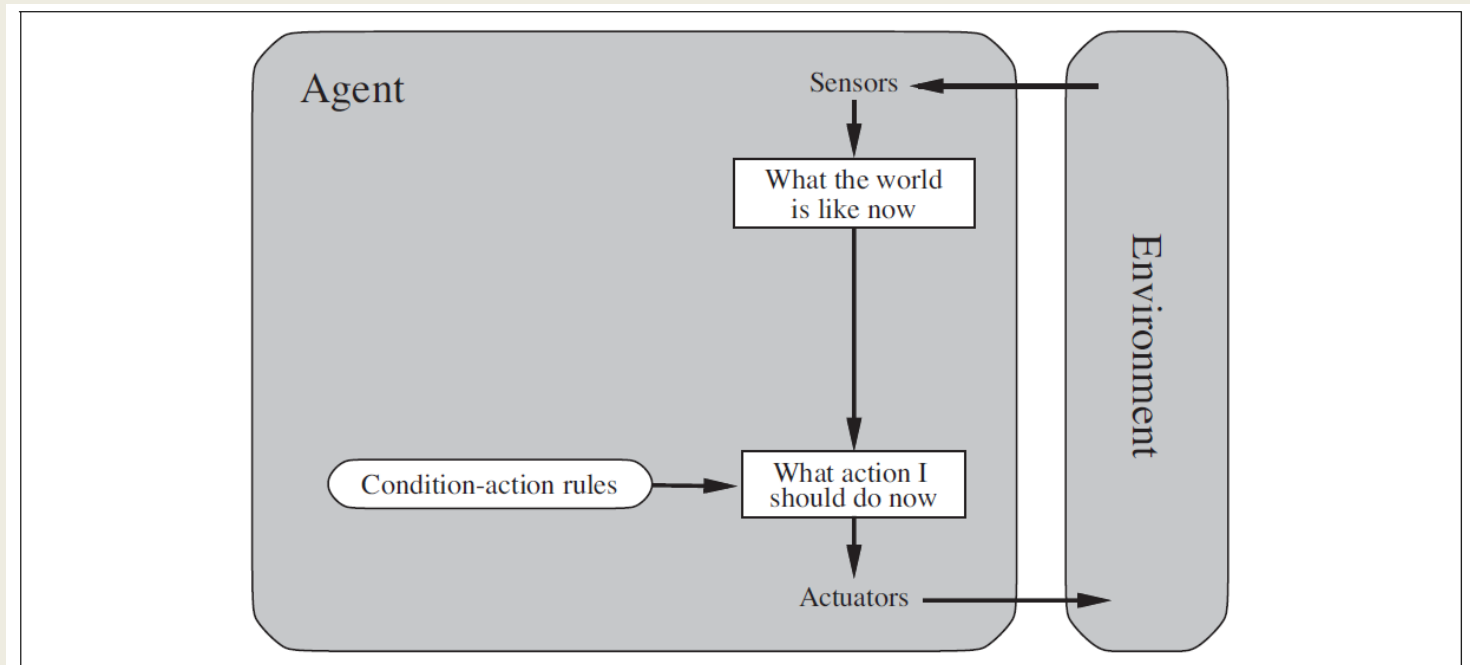 Agent
Sensors
What the world
is like now
Environment
Condition-action rules
What action I
should do now
Actuators